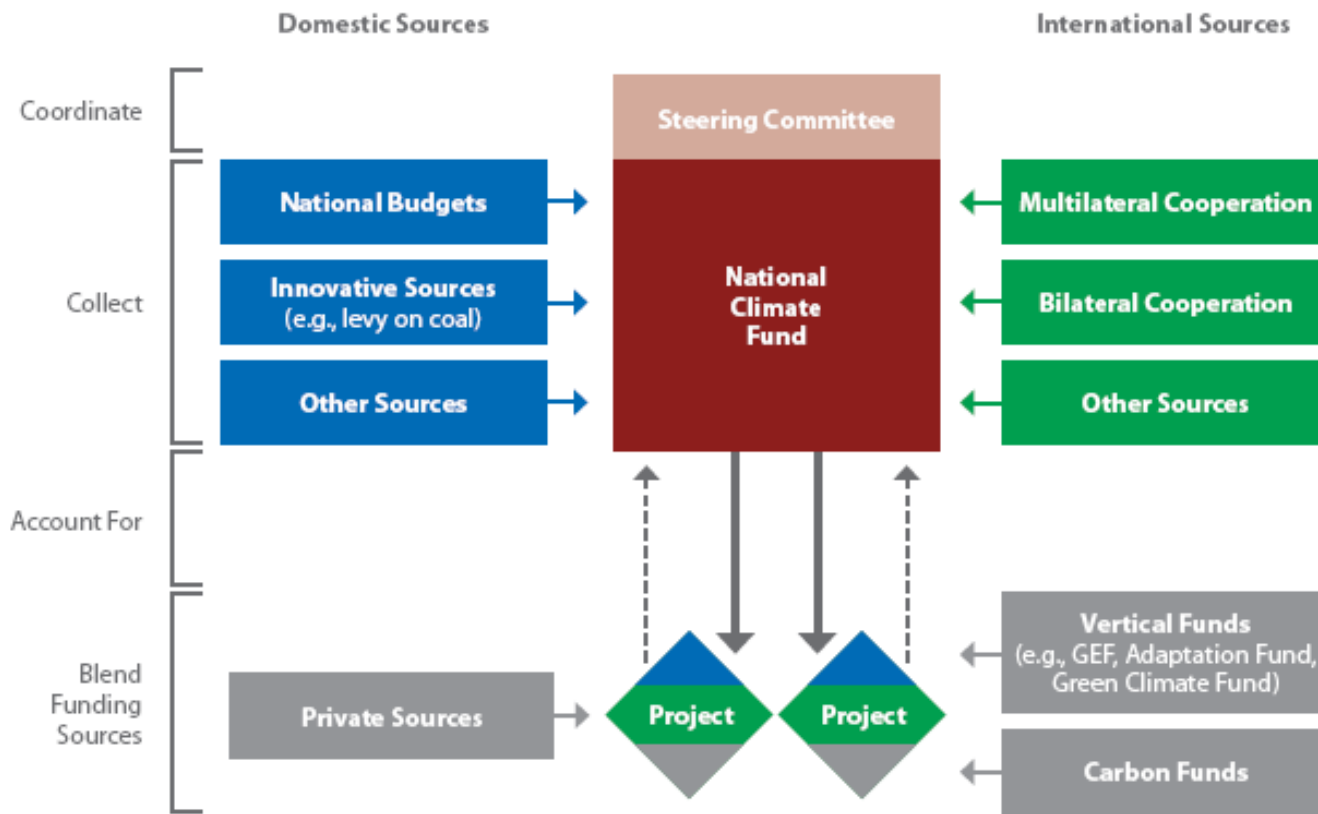 Domestic Sources
International Sources
Coordinate
Steering Committee
National Budgets
Multilateral Cooperation
Collect
Innovative Sources
(e.g., levy on coal)
National
Climate
Fund
Bilateral Cooperation
Other Sources
Other Sources
Account For
Blend
Funding
Sources
Private Sources
Project
Project
Vertical Funds
(e.g., GEF, Adaptation Fund,
Green Climate Fund)
Carbon Funds